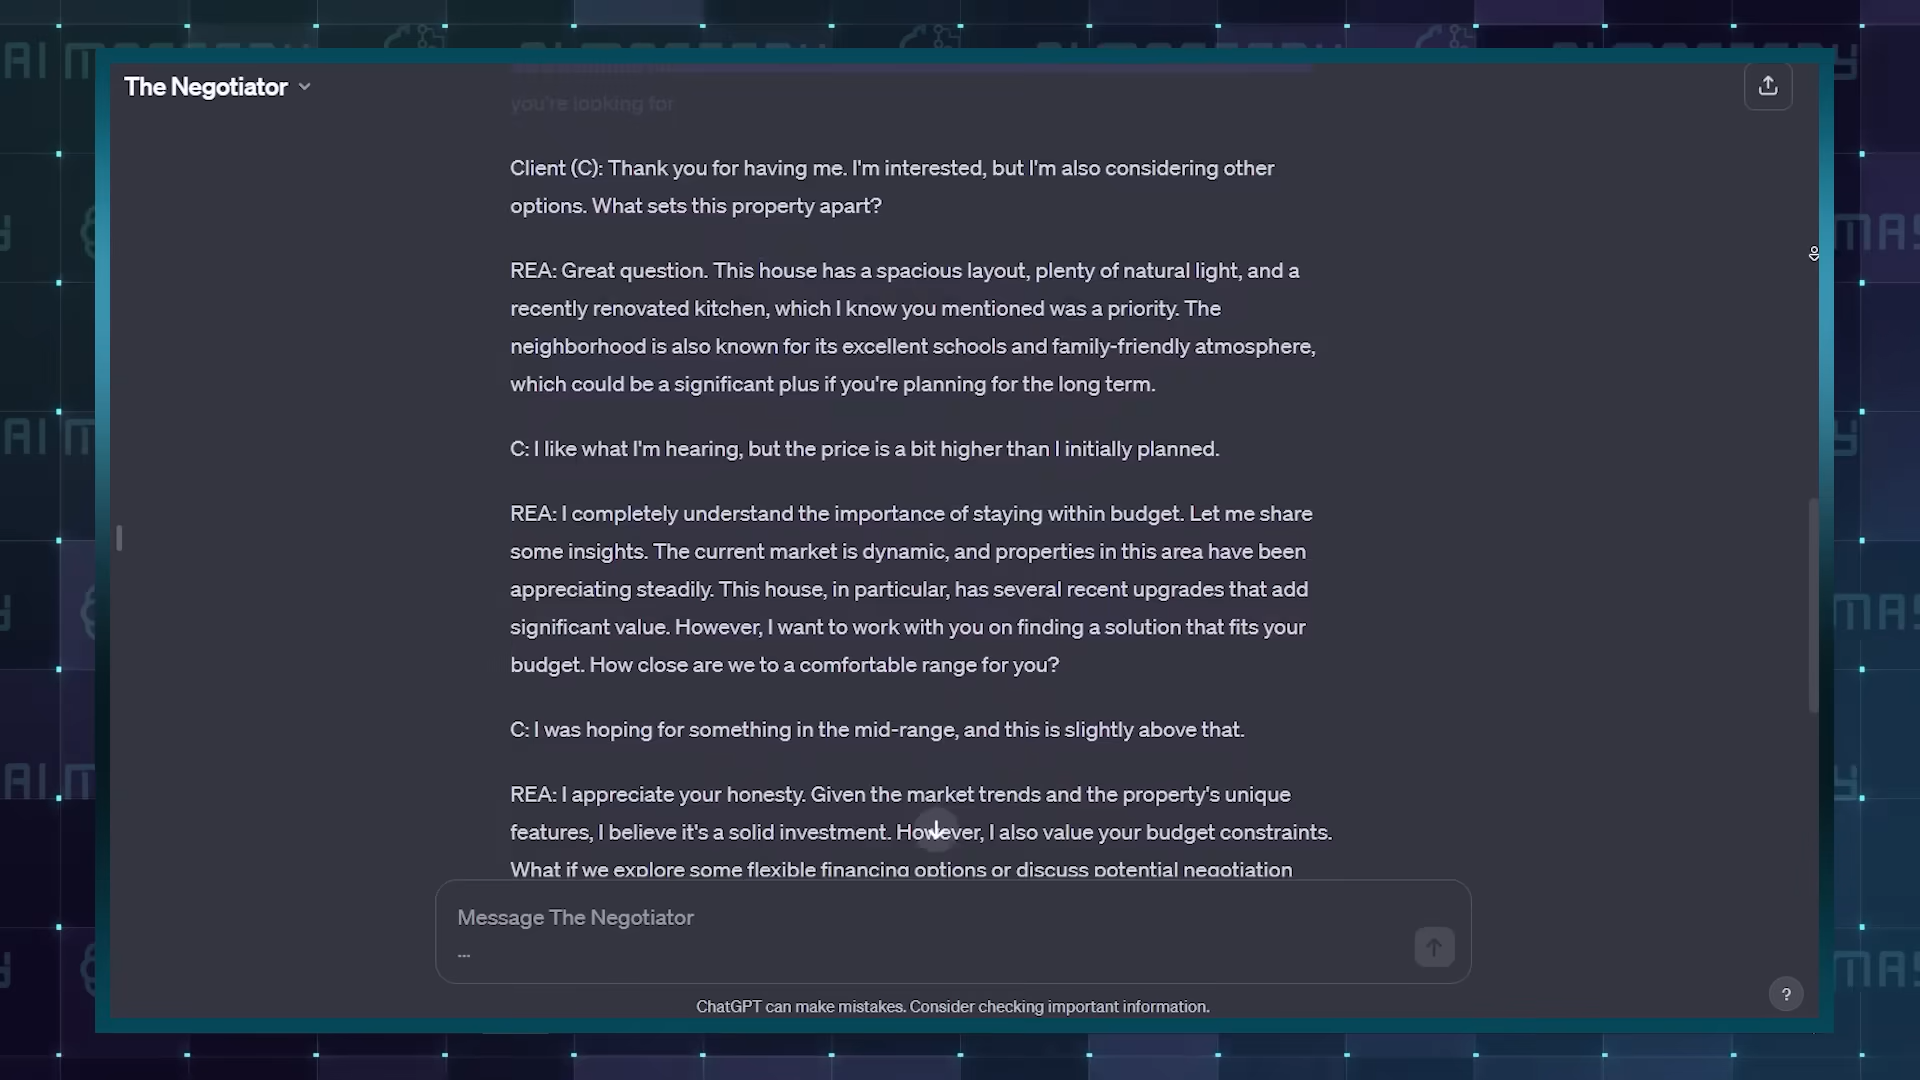 The Negotiator
you're looking for
Client (C): Thank you for having me. I'm interested, but I'm also considering other
options. What sets this property apart?
REA: Great question. This house has a spacious layout, plenty of natural light, and a
recently renovated kitchen, which I know you mentioned was a priority. The
neighborhood is also known for its excellent schools and family-friendly atmosphere,
which could be a significant plus if you're planning for the long term.
C: I like what I'm hearing, but the price is a bit higher than I initially planned.
REA: I completely understand the importance of staying within budget. Let me share
some insights. The current market is dynamic, and properties in this area have been
appreciating steadily. This house, in particular, has several recent upgrades that add
significant value. However, I want to work with you on finding a solution that fits your
budget. How close are we to a comfortable range for you?
C: I was hoping for something in the mid-range, and this is slightly above that.
REA: I appreciate your honesty. Given the market trends and the property's unique
features, I believe it's a solid investment. However, I also value your budget constraints.
What if we explore some flexible financing options or discuss potential negotiation
Message The Negotiator
...
ChatGPT can make mistakes. Consider checking important information.
?